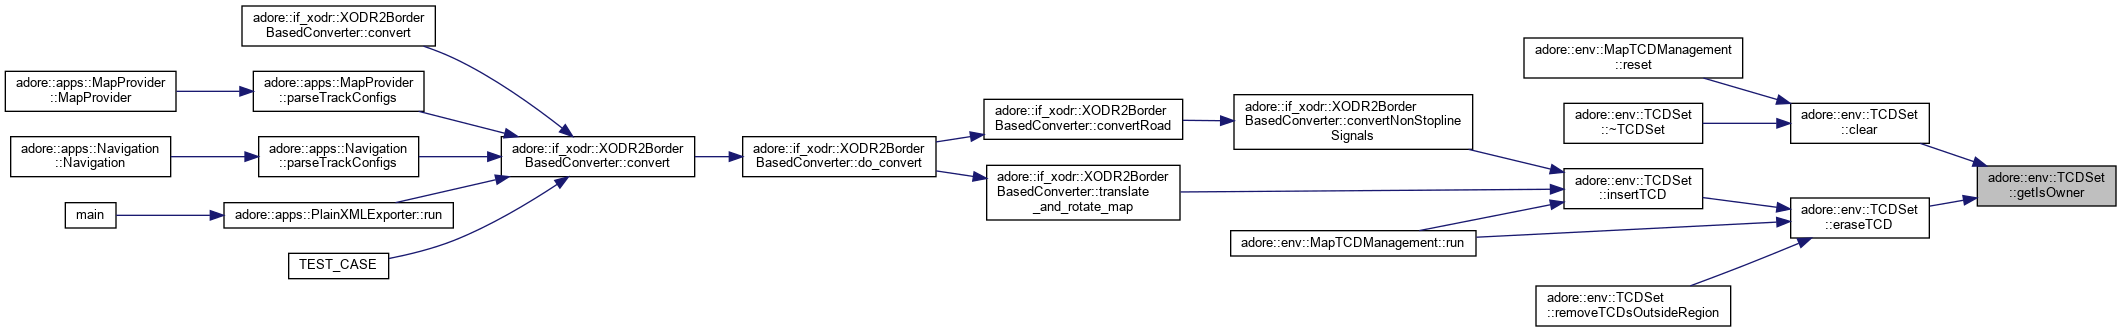 adore::if_xodr::XODR2Border
BasedConverter::convert
adore::apps::MapProvider
::MapProvider
adore::apps::MapProvider
::parseTrackConfigs
adore::apps::Navigation
::Navigation
adore::apps::Navigation
::parseTrackConfigs
main
adore::apps::PlainXMLExporter::run
TEST_CASE
adore::if_xodr::XODR2Border
BasedConverter::convert
adore::if_xodr::XODR2Border
BasedConverter::do_convert
adore::if_xodr::XODR2Border
BasedConverter::convertRoad
adore::if_xodr::XODR2Border
BasedConverter::translate
_and_rotate_map
adore::if_xodr::XODR2Border
BasedConverter::convertNonStopline
Signals
adore::env::MapTCDManagement::run
adore::env::MapTCDManagement
::reset
adore::env::TCDSet
::~TCDSet
adore::env::TCDSet
::insertTCD
adore::env::TCDSet
::removeTCDsOutsideRegion
adore::env::TCDSet
::clear
adore::env::TCDSet
::eraseTCD
adore::env::TCDSet
::getIsOwner